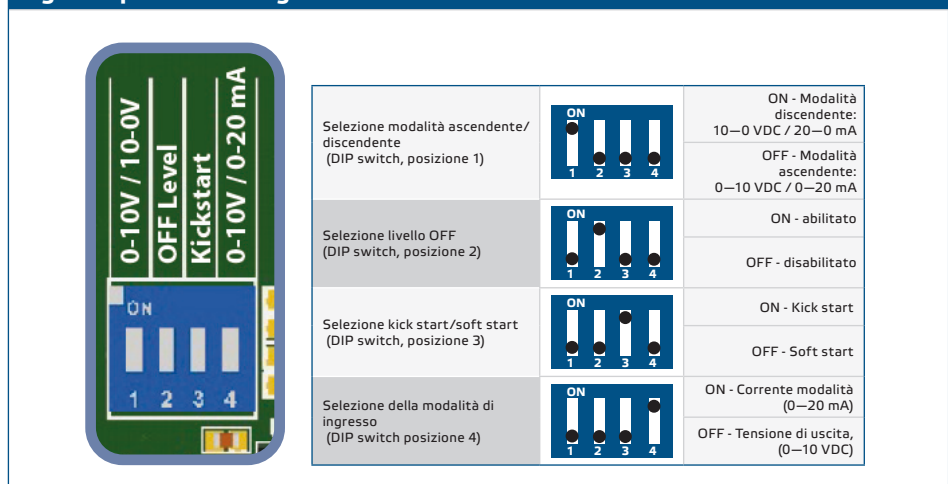 0-10V / 10-0V
OFF Level
Kickstart
0-10V / 0-20 mA
ON
1 2 3 4
Selezione modalità ascendente/
discendente
(DIP switch, posizione 1)
ON
1 2 3 4
ON - Modalità
discendente:
10—0 VDC / 20—0 mA
OFF - Modalità
ascendente:
0—10 VDC / 0—20 mA
Selezione livello OFF
(DIP switch, posizione 2)
ON
1 2 3 4
ON - abilitato
OFF - disabilitato
Selezione kick start/soft start
(DIP switch, posizione 3)
ON
1 2 3 4
ON - Kick start
OFF - Soft start
Selezione della modalità di
ingresso
(DIP switch posizione 4)
ON
1 2 3 4
ON - Corrente modalità
(0—20 mA)
OFF - Tensione di uscita,
(0—10 VDC)